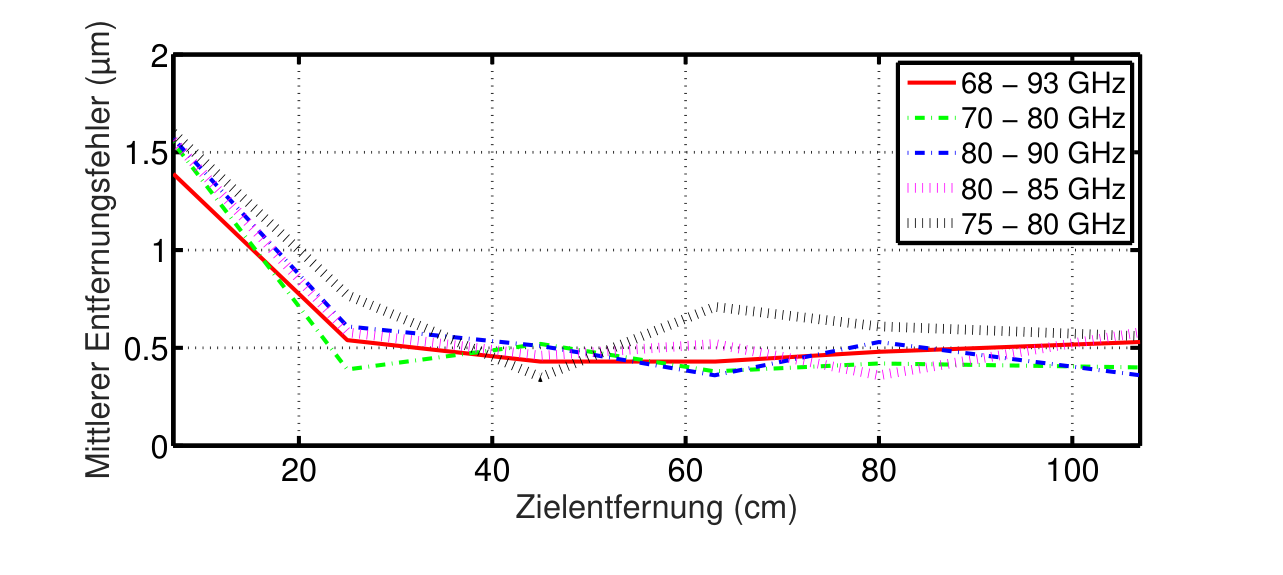 Mittlerer Entfernungsfehler (µm)
2
1.5
1
0.5
0
20 40 60 80 100
Zielentfernung (cm)
68 – 93 GHz
70 – 80 GHz
80 – 90 GHz
80 – 85 GHz
75 – 80 GHz